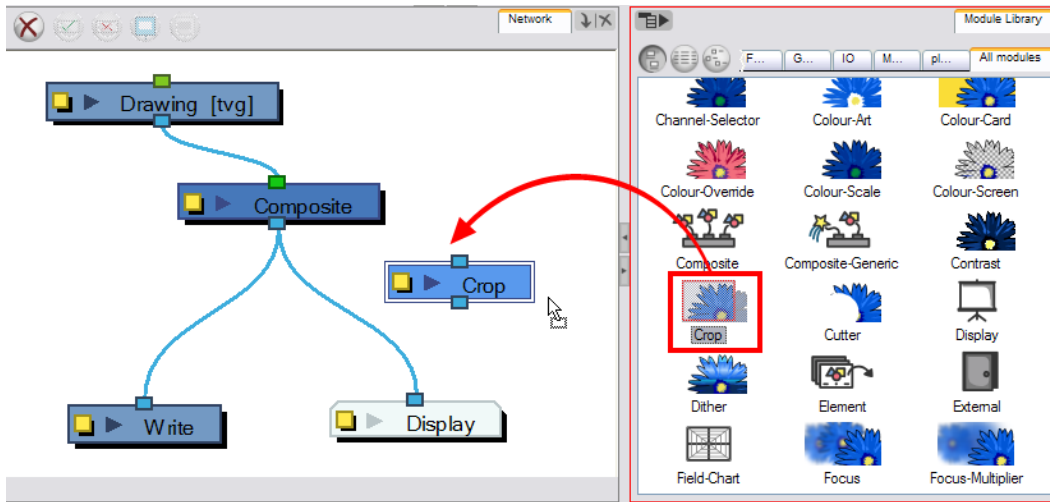 Network
Drawing [tvg]
Composite
Crop
Write
Display
Module Library
F... G... IO M... pl... All modules
Channel-Selector Colour-Art Colour-Card
Colour-Override Colour-Scale Colour-Screen
Composite Composite-Generic Contrast
Crop Cutter Display
Dither Element External
Field-Chart Focus Focus-Multiplier